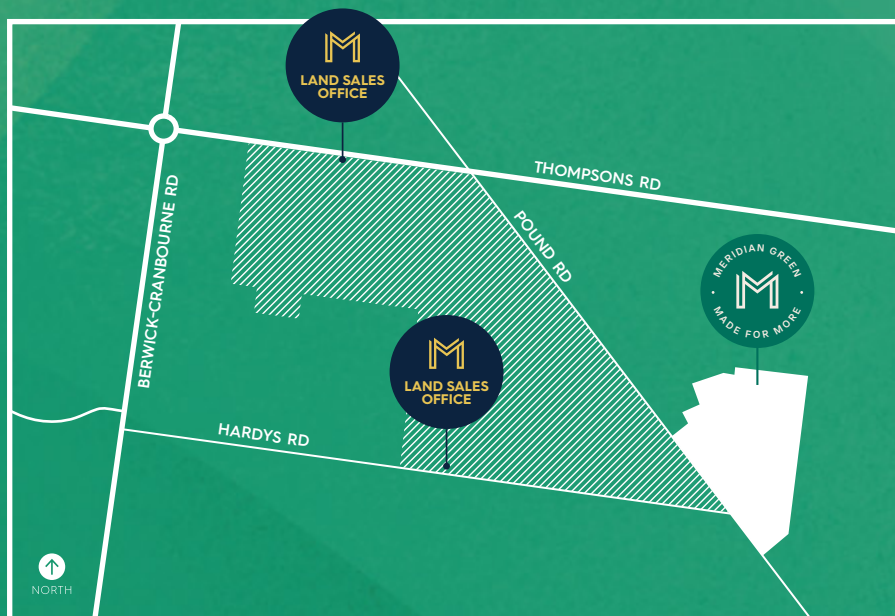 LAND SALES
OFFICE
THOMPSONS RD
BERWICK–CRANBOURNE RD
POUND RD
MERIDIAN GREEN
MADE FOR MORE
LAND SALES
OFFICE
HARDYS RD
NORTH